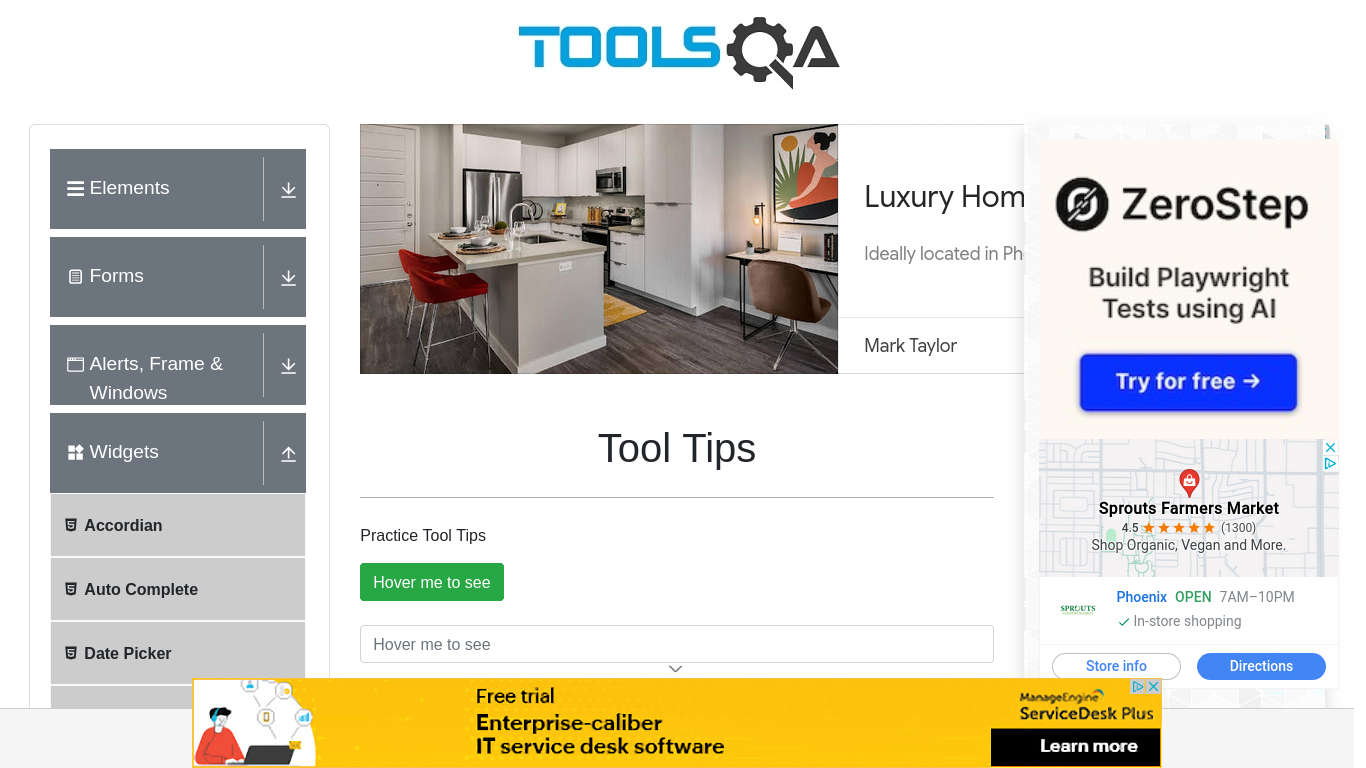 TOOLSQA
Elements
Forms
Alerts, Frame &
Windows
Widgets
Accordian
Auto Complete
Date Picker
Luxury Hom
Ideally located in Ph
Mark Taylor
Tool Tips
Practice Tool Tips
Hover me to see
Hover me to see
ZeroStep
Build Playwright
Tests using AI
Try for free →
Sprouts Farmers Market
4.5 ★★★★★ (1300)
Shop Organic, Vegan and More.
SPROUTS
Phoenix OPEN 7AM–10PM
✓ In-store shopping
Store info
Directions
Free trial
Enterprise-caliber
IT service desk software
ManageEngine
ServiceDesk Plus
Learn more